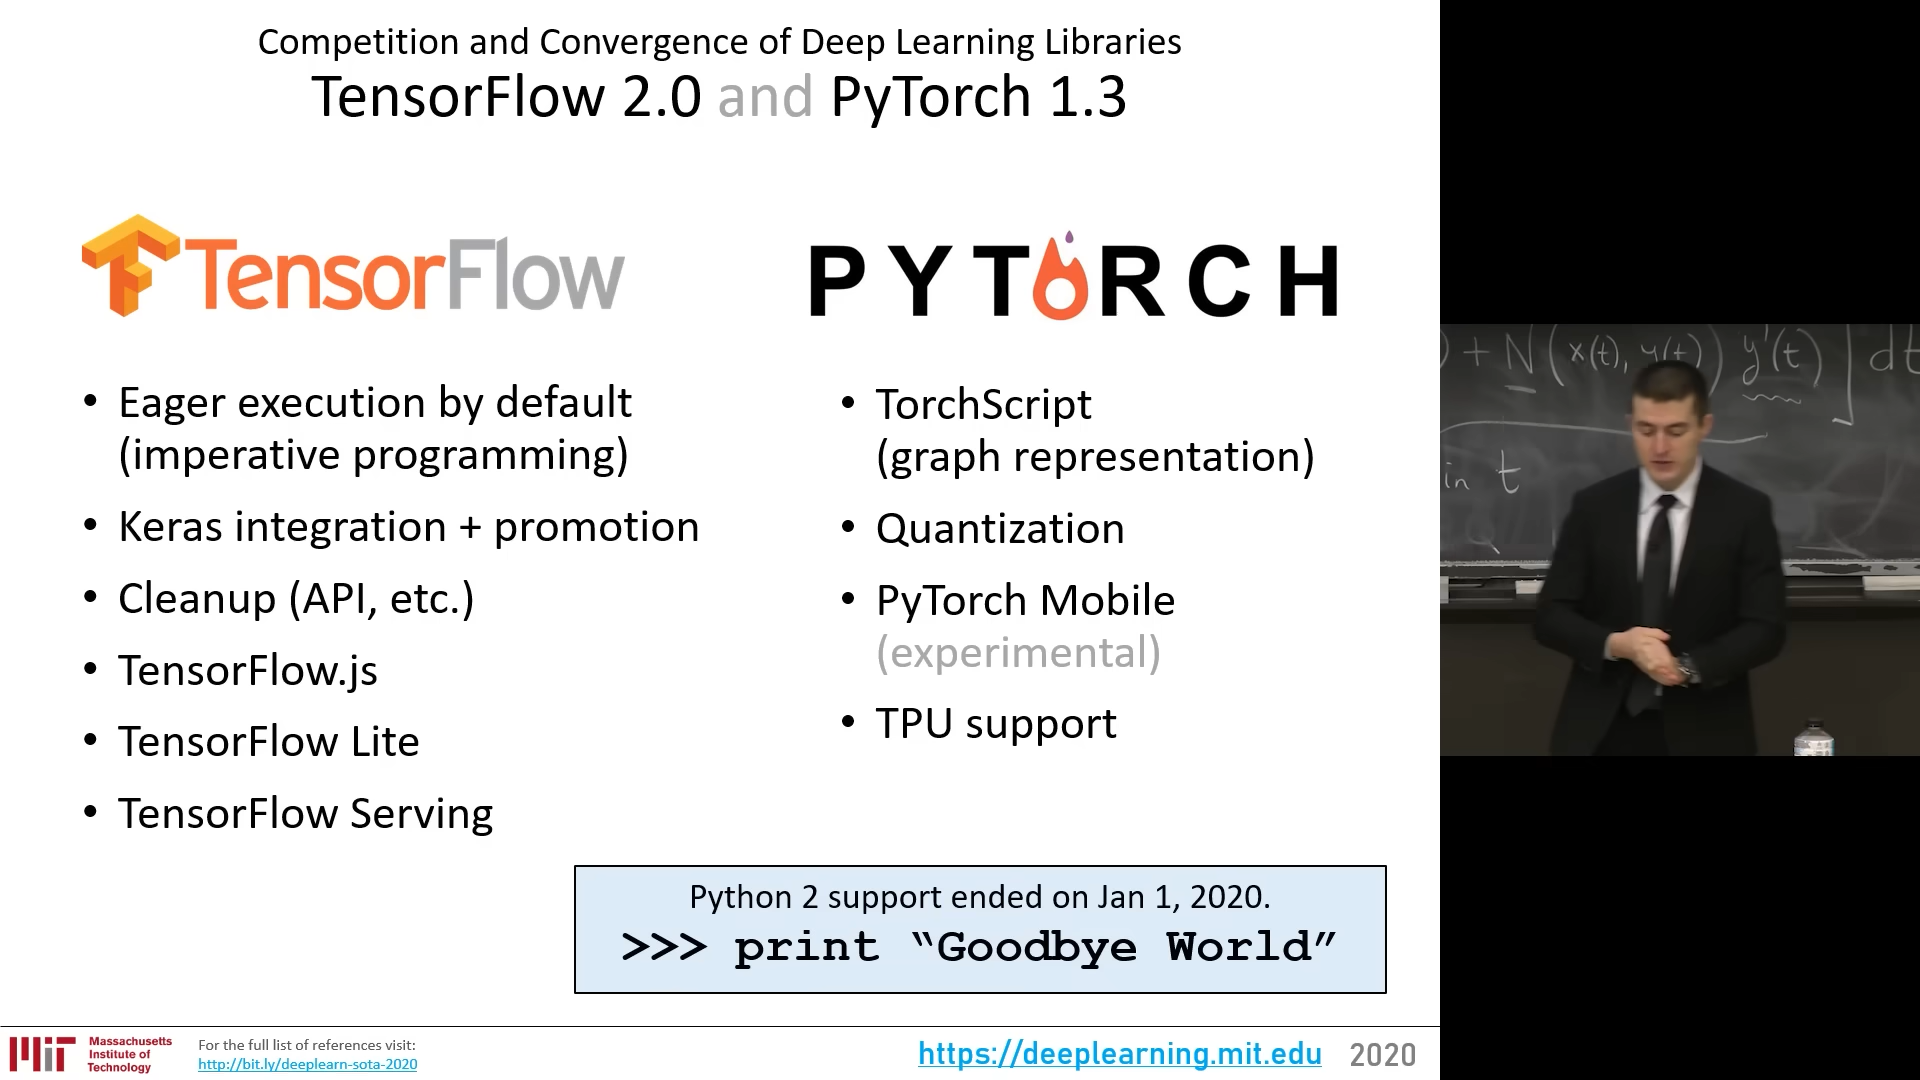 Competition and Convergence of Deep Learning Libraries
TensorFlow 2.0 and PyTorch 1.3
TensorFlow
PYTORCH
• Eager execution by default
(imperative programming)
• Keras integration + promotion
• Cleanup (API, etc.)
• TensorFlow.js
• TensorFlow Lite
• TensorFlow Serving
• TorchScript
(graph representation)
• Quantization
• PyTorch Mobile
(experimental)
• TPU support
Python 2 support ended on Jan 1, 2020.
>>> print “Goodbye World”
) + N(x(t), y(t)) y'(t) ] dt
in t
MIT
Massachusetts
Institute of
Technology
For the full list of references visit:
http://bit.ly/deeplearn-sota-2020
https://deeplearning.mit.edu 2020